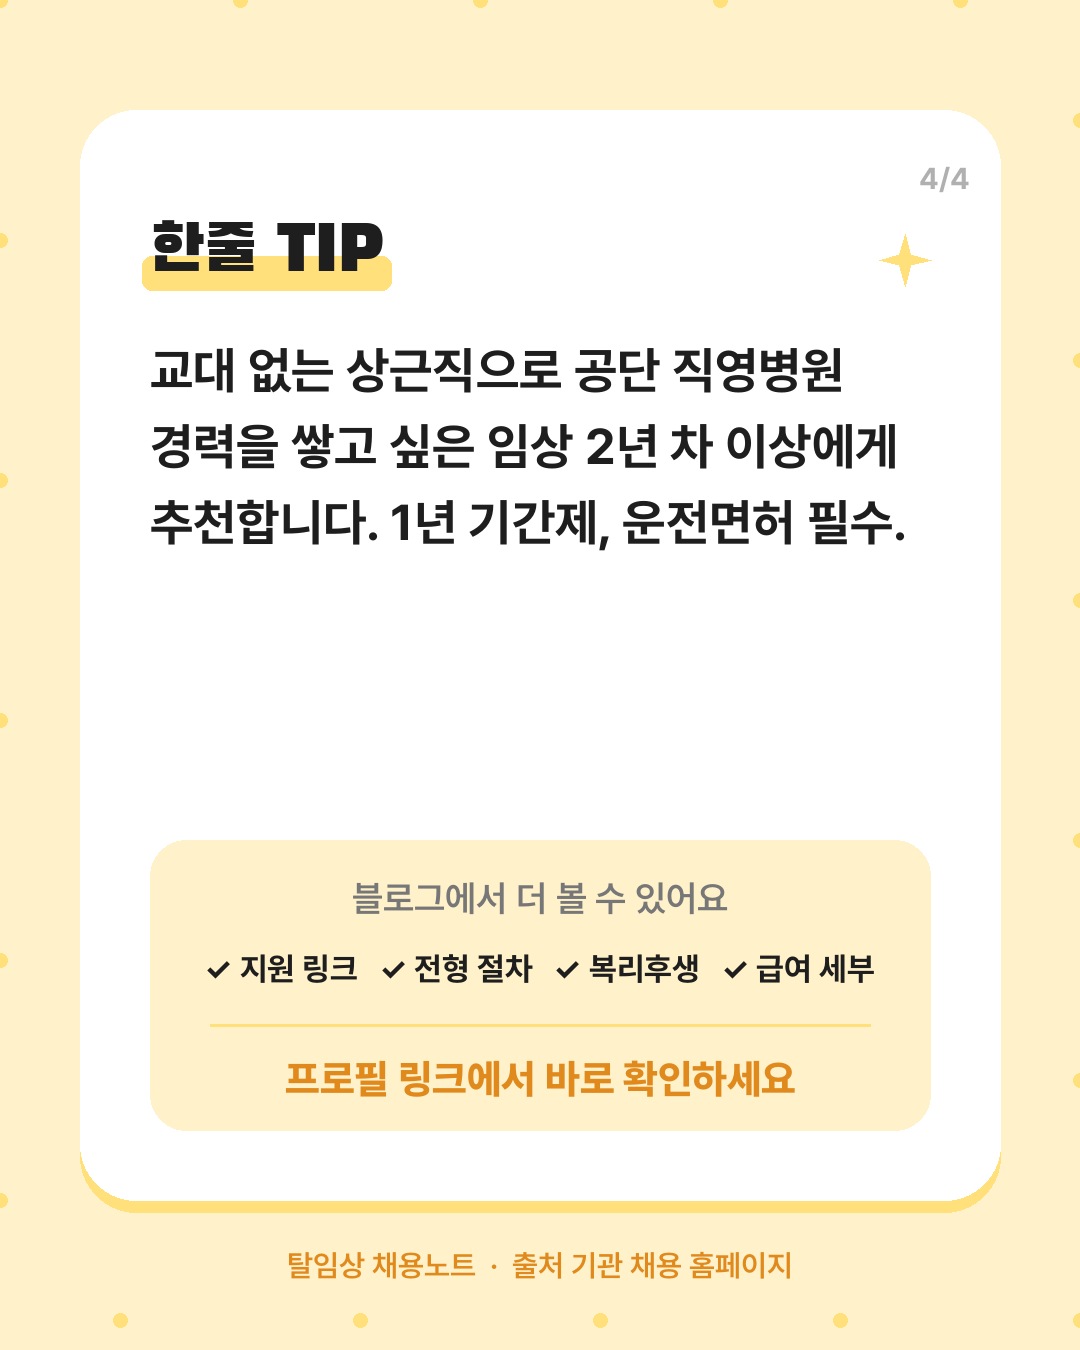 4/4
한줄 TIP
교대 없는 상근직으로 공단 직영병원
경력을 쌓고 싶은 임상 2년 차 이상에게
추천합니다. 1년 기간제, 운전면허 필수.
블로그에서 더 볼 수 있어요
✓ 지원 링크 ✓ 전형 절차 ✓ 복리후생 ✓ 급여 세부
프로필 링크에서 바로 확인하세요
탈임상 채용노트 · 출처 기관 채용 홈페이지